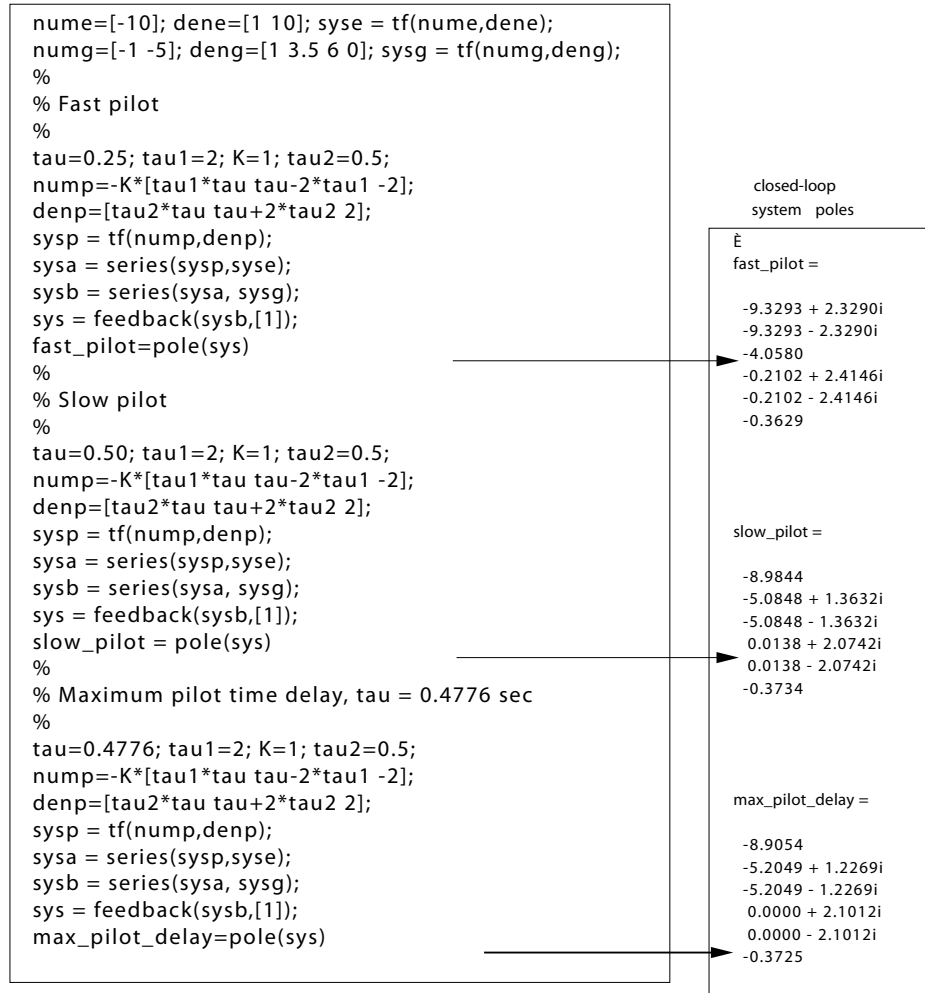 nume=[-10]; dene=[1 10]; syse = tf(nume,dene);
numg=[-1 -5]; deng=[1 3.5 6 0]; sysg = tf(numg,deng);
%
% Fast pilot
%
tau=0.25; tau1=2; K=1; tau2=0.5;
nump=-K*[tau1*tau tau-2*tau1 -2];
denp=[tau2*tau tau+2*tau2 2];
sysp = tf(nump,denp);
sysa = series(sysp,syse);
sysb = series(sysa, sysg);
sys = feedback(sysb,[1]);
fast_pilot=pole(sys)
%
% Slow pilot
%
tau=0.50; tau1=2; K=1; tau2=0.5;
nump=-K*[tau1*tau tau-2*tau1 -2];
denp=[tau2*tau tau+2*tau2 2];
sysp = tf(nump,denp);
sysa = series(sysp,syse);
sysb = series(sysa, sysg);
sys = feedback(sysb,[1]);
slow_pilot = pole(sys)
%
% Maximum pilot time delay, tau = 0.4776 sec
%
tau=0.4776; tau1=2; K=1; tau2=0.5;
nump=-K*[tau1*tau tau-2*tau1 -2];
denp=[tau2*tau tau+2*tau2 2];
sysp = tf(nump,denp);
sysa = series(sysp,syse);
sysb = series(sysa, sysg);
sys = feedback(sysb,[1]);
max_pilot_delay=pole(sys)
closed-loop
system poles
È
fast_pilot =
-9.3293 + 2.3290i
-9.3293 - 2.3290i
-4.0580
-0.2102 + 2.4146i
-0.2102 - 2.4146i
-0.3629
slow_pilot =
-8.9844
-5.0848 + 1.3632i
-5.0848 - 1.3632i
0.0138 + 2.0742i
0.0138 - 2.0742i
-0.3734
max_pilot_delay =
-8.9054
-5.2049 + 1.2269i
-5.2049 - 1.2269i
0.0000 + 2.1012i
0.0000 - 2.1012i
-0.3725